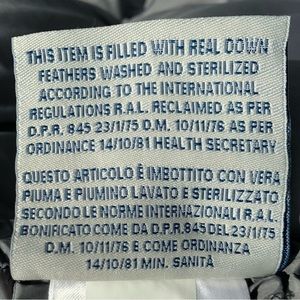 THIS ITEM IS FILLED WITH REAL DOWN
FEATHERS WASHED AND STERILIZED
ACCORDING TO THE INTERNATIONAL
REGULATIONS R.A.L. RECLAIMED AS PER
D.P.R. 845 23/1/75 D.M. 10/11/76 AS PER
ORDINANCE 14/10/81 HEALTH SECRETARY
QUESTO ARTICOLO É IMBOTTITO CON VERA
PIUMA E PIUMINO LAVATO E STERILIZZATO
SECONDO LE NORME INTERNAZIONALI R.A.L.
BONIFICATO COME DA D.P.R. 845 DEL 23/1/75
D.M. 10/11/76 E COME ORDINANZA
14/10/81 MIN. SANITÁ